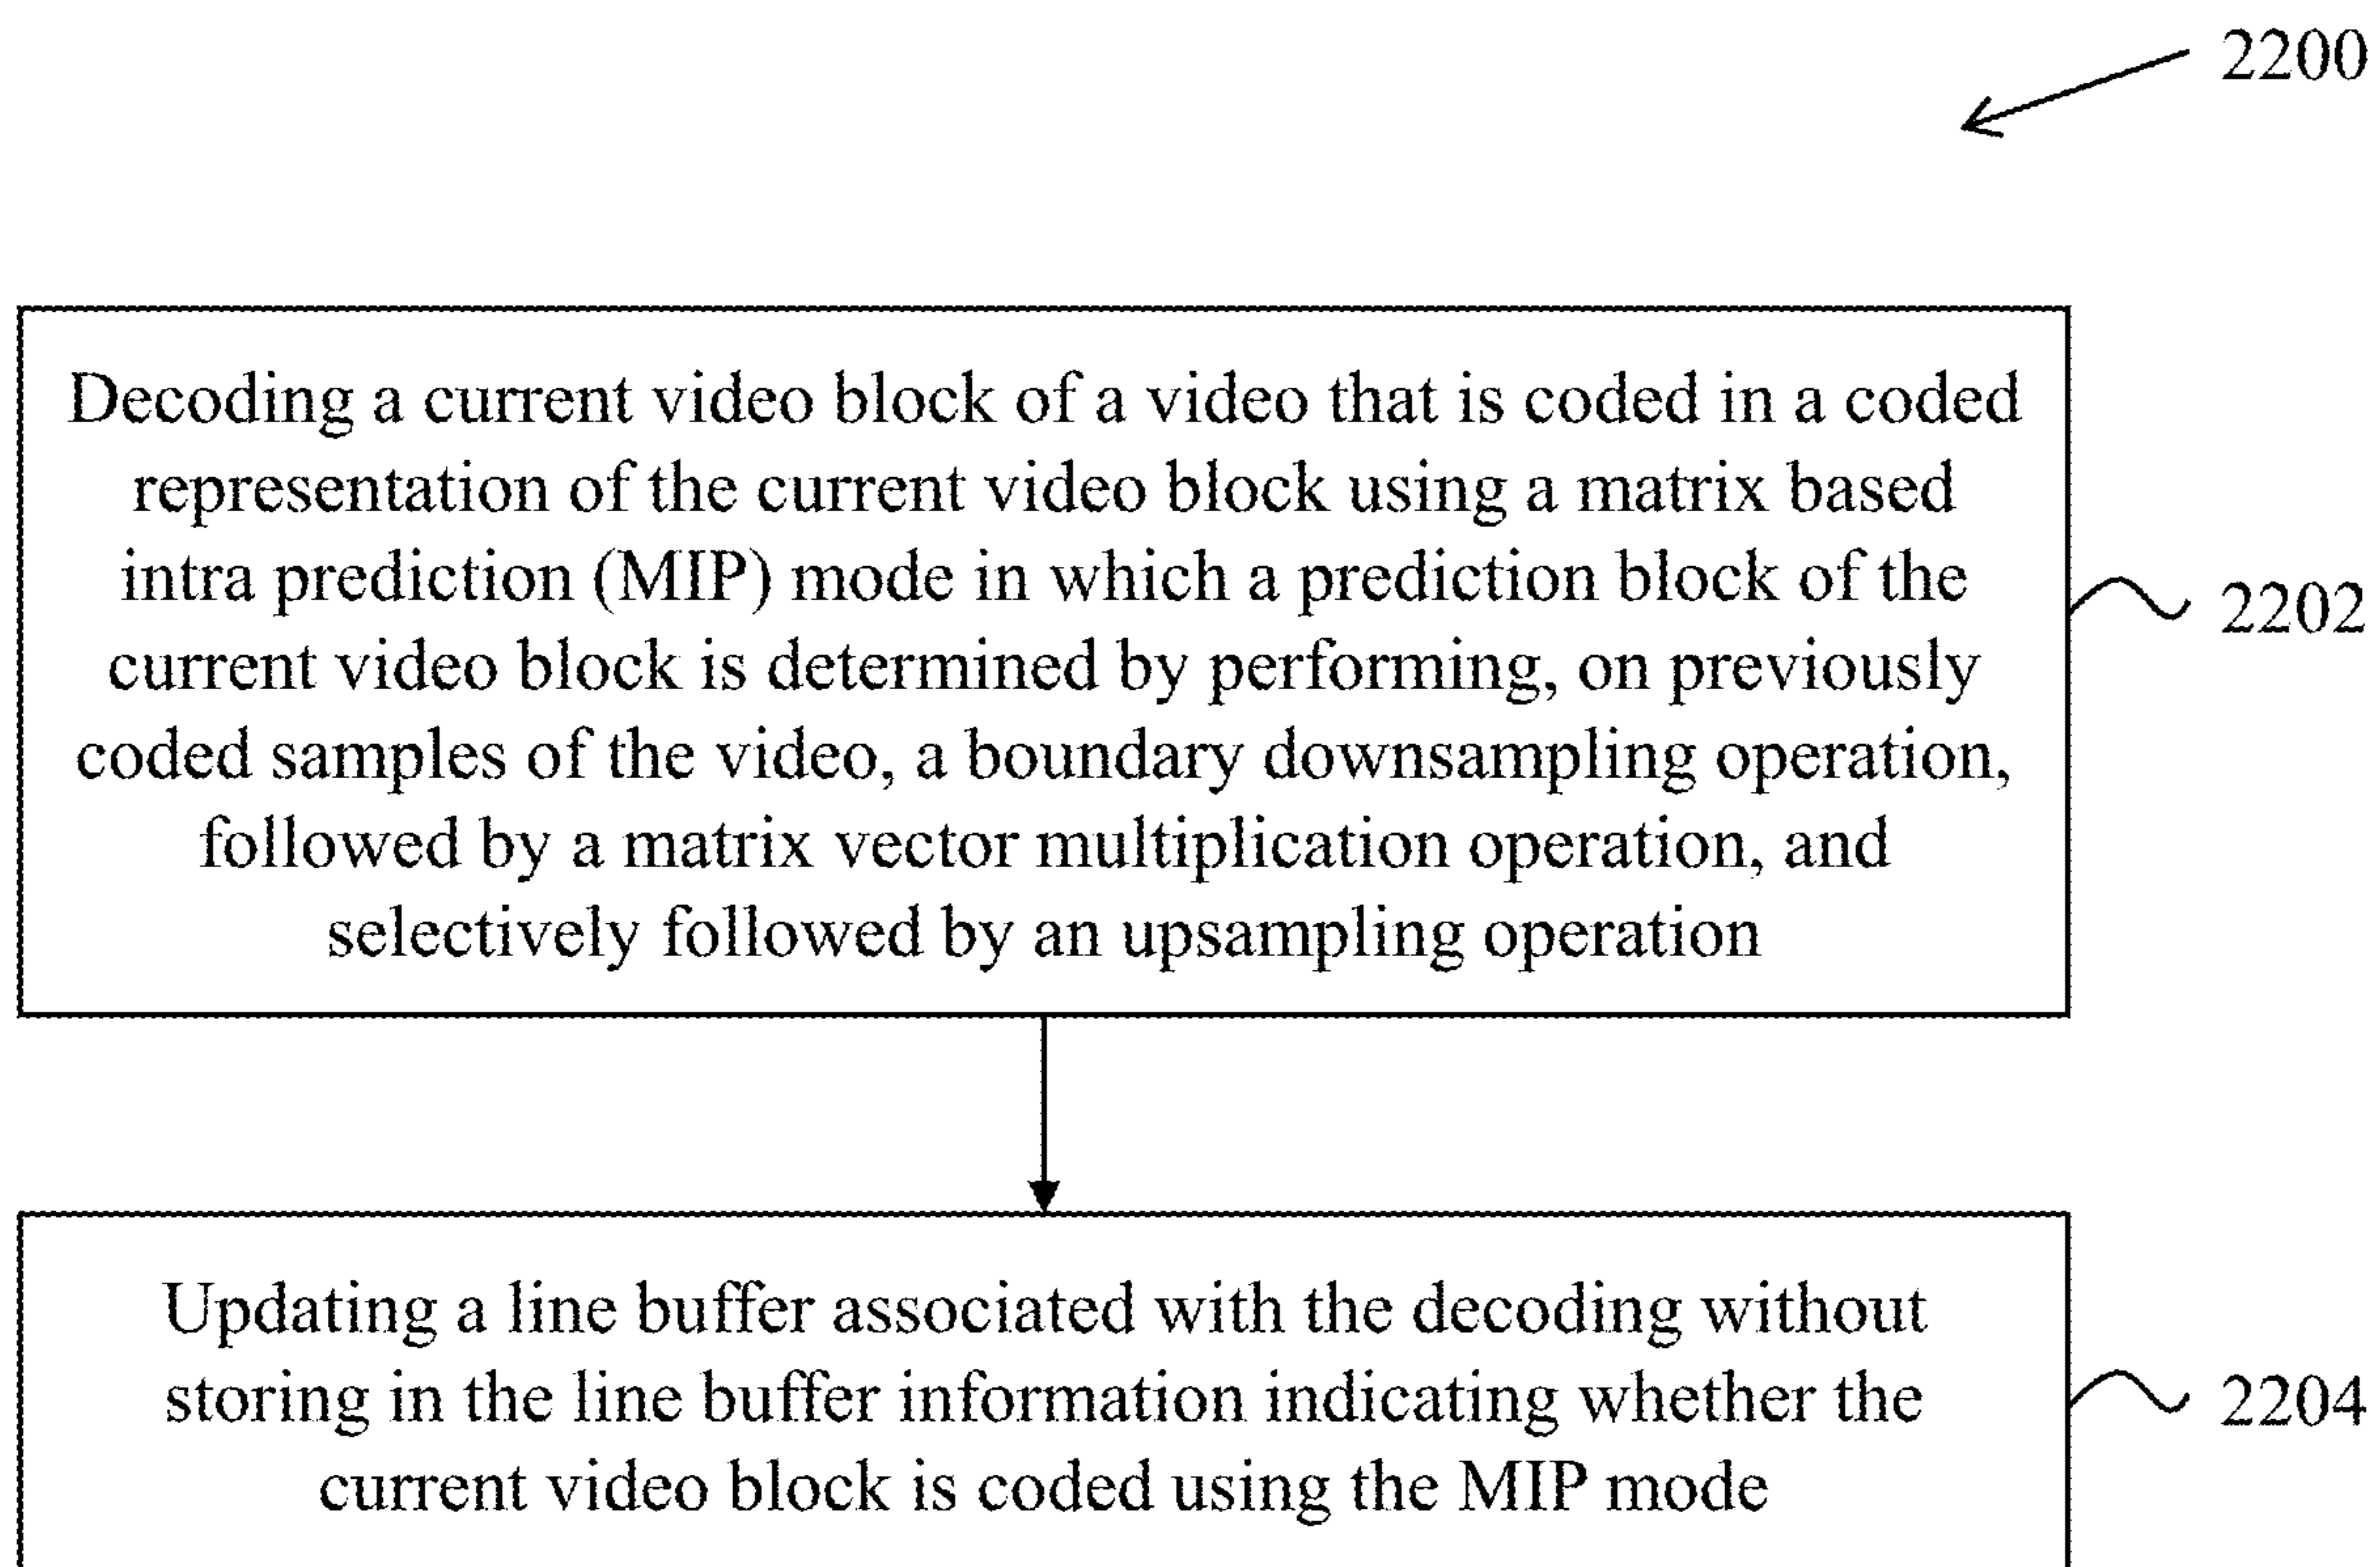 2200
Decoding a current video block of a video that is coded in a coded
representation of the current video block using a matrix based
intra prediction (MIP) mode in which a prediction block of the
current video block is determined by performing, on previously
coded samples of the video, a boundary downsampling operation,
followed by a matrix vector multiplication operation, and
selectively followed by an upsampling operation
2202
Updating a line buffer associated with the decoding without
storing in the line buffer information indicating whether the
current video block is coded using the MIP mode
2204